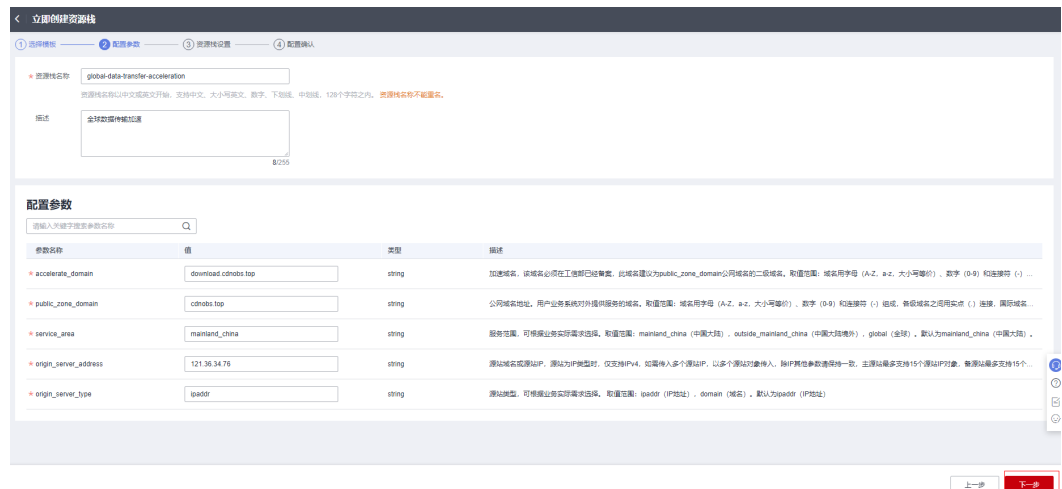 < 立即创建资源栈
1 选择模板 2 配置参数 3 资源栈设置 4 配置确认
* 资源栈名称 global-data-transfer-acceleration
资源栈名称以中文或英文开始，支持中文、大小写英文、数字、下划线、中划线，128个字符之内。 资源栈名称不能重名。
描述 全球数据传输加速
8/255
配置参数
请输入关键字搜索参数名称
参数名称 值 类型 描述
* accelerate_domain download.cdnobs.top string 加速域名，该域名必须在工信部已经备案，此域名建议为public_zone_domain公网域名的二级域名。取值范围：域名用字母（A-Z、a-z，大小写等价）、数字（0-9）和连接符（-）...
* public_zone_domain cdnobs.top string 公网域名地址。用户业务系统对外提供服务的域名。取值范围：域名用字母（A-Z、a-z，大小写等价）、数字（0-9）和连接符（-）组成，各级域名之间用实点（.）连接，国际域名...
* service_area mainland_china string 服务范围，可根据业务实际需求选择。取值范围：mainland_china（中国大陆）, outside_mainland_china（中国大陆境外）, global（全球）。默认为mainland_china（中国大陆）。
* origin_server_address 121.36.34.76 string 源站域名或源站IP，源站为IP类型时，仅支持IPv4，如需传入多个源站IP，以多个源站对象传入，除IP其他参数请保持一致，主源站最多支持15个源站IP对象，备源站最多支持15个...
* origin_server_type ipaddr string 源站类型，可根据业务实际需求选择。 取值范围：ipaddr（IP地址）, domain（域名）。默认为ipaddr（IP地址）
上一步 下一步